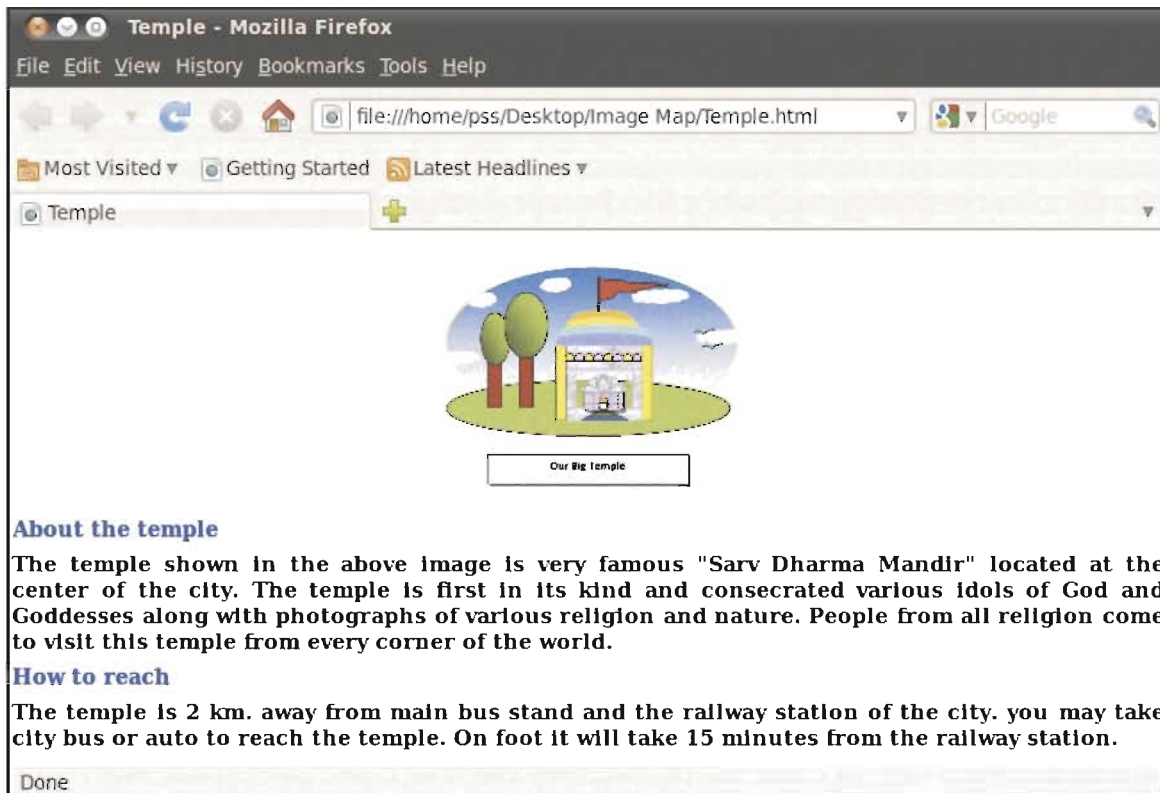 Temple - Mozilla Firefox
File Edit View History Bookmarks Tools Help
file:///home/pss/Desktop/Image Map/Temple.html Google
Most Visited Getting Started Latest Headlines
Temple
Our Big Temple
About the temple
The temple shown in the above image is very famous "Sarv Dharma Mandir" located at the
center of the city. The temple is first in its kind and consecrated various idols of God and
Goddesses along with photographs of various religion and nature. People from all religion come
to visit this temple from every corner of the world.
How to reach
The temple is 2 km. away from main bus stand and the railway station of the city. you may take
city bus or auto to reach the temple. On foot it will take 15 minutes from the railway station.
Done